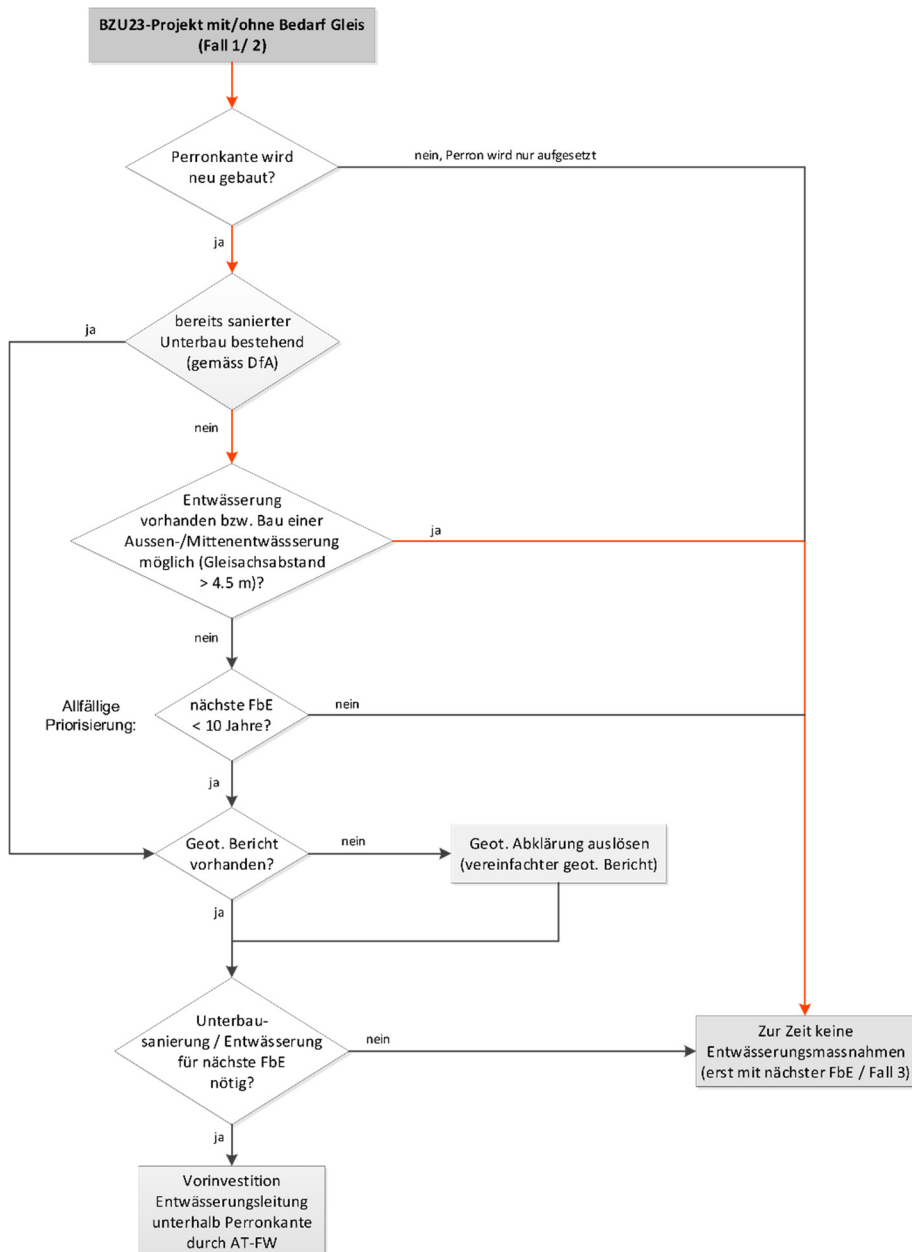 BZU23-Projekt mit/ohne Bedarf Gleis
(Fall 1/ 2)
Perronkante wird
neu gebaut?
nein, Perron wird nur aufgesetzt
ja
bereits sanierter
Unterbau bestehend
(gemäss DfA)
ja
nein
Entwässerung
vorhanden bzw. Bau einer
Aussen-/Mittenentwässserung
möglich (Gleisachsabstand
> 4.5 m)?
ja
nein
Allfällige
Priorisierung:
nächste FbE
< 10 Jahre?
nein
ja
Geot. Bericht
vorhanden?
nein
Geot. Abklärung auslösen
(vereinfachter geot. Bericht)
ja
Unterbau-
sanierung / Entwässerung
für nächste FbE
nötig?
nein
Zur Zeit keine
Entwässerungsmassnahmen
(erst mit nächster FbE / Fall 3)
ja
Vorinvestition
Entwässerungsleitung
unterhalb Perronkante
durch AT-FW